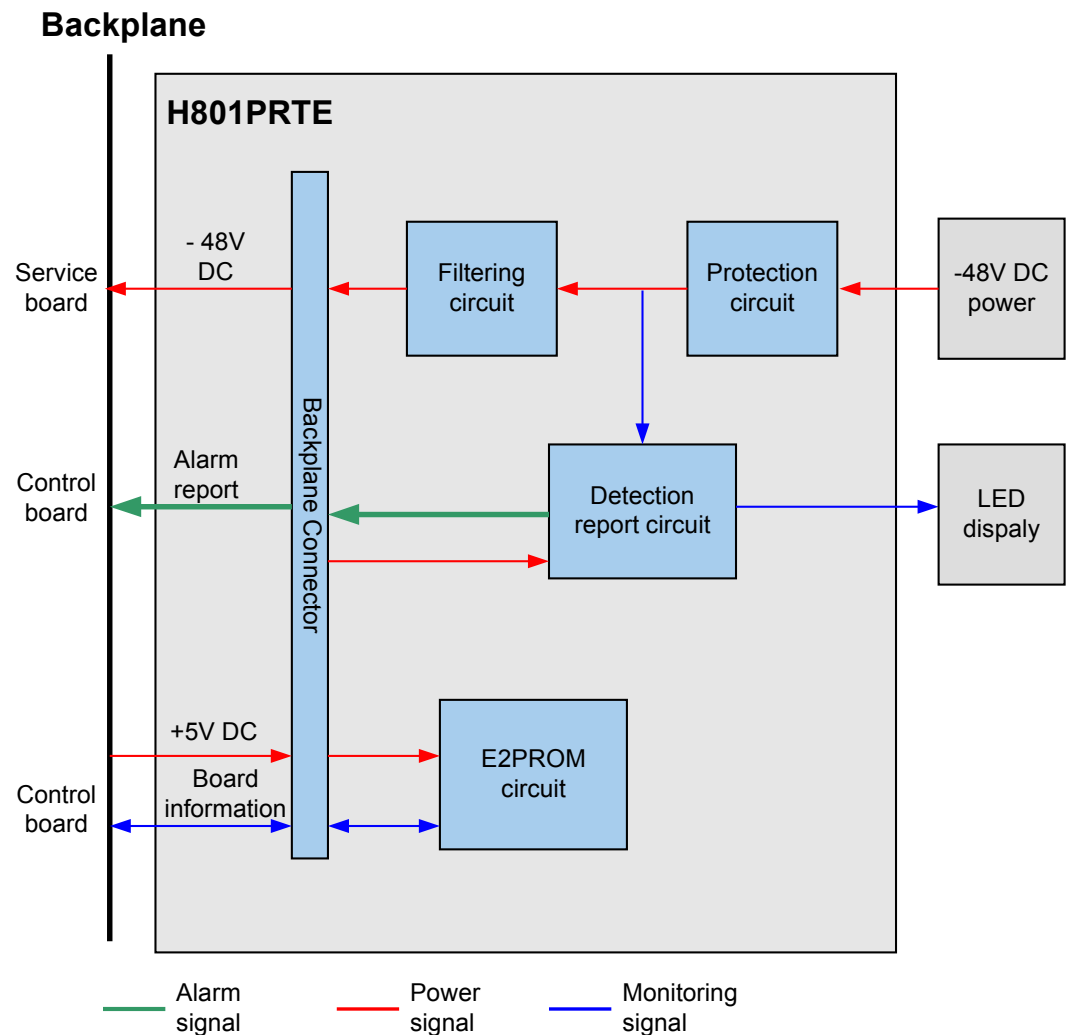 Backplane
H801PRTE
- 48V
DC
Service
board
Filtering
circuit
Protection
circuit
-48V DC
power
Backplane Connector
Alarm
report
Control
board
Detection
report circuit
LED
dispaly
+5V DC
Board
information
Control
board
E2PROM
circuit
Alarm
signal
Power
signal
Monitoring
signal